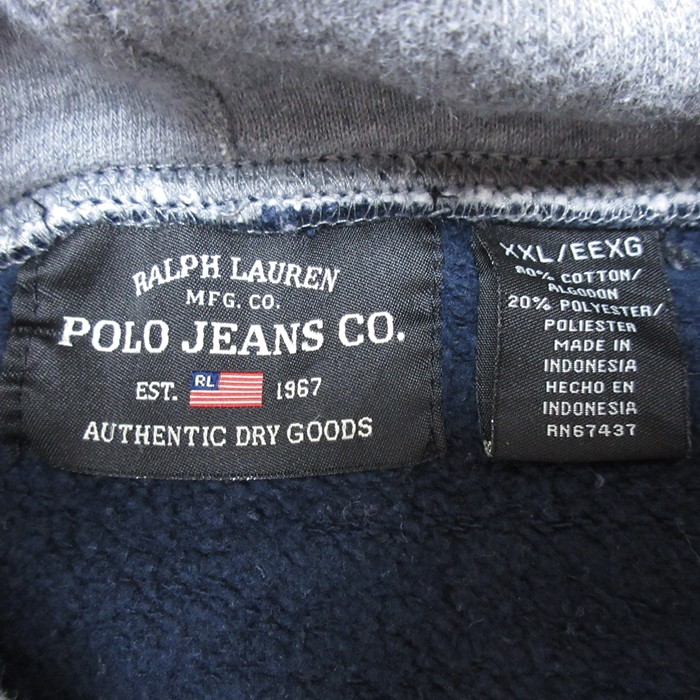 RALPH LAUREN
MFG. CO.
POLO JEANS CO.
EST. RL 1967
AUTHENTIC DRY GOODS
XXL/EEXG
80% COTTON/
ALGODON
20% POLYESTER/
POLIESTER
MADE IN
INDONESIA
HECHO EN
INDONESIA
RN67437